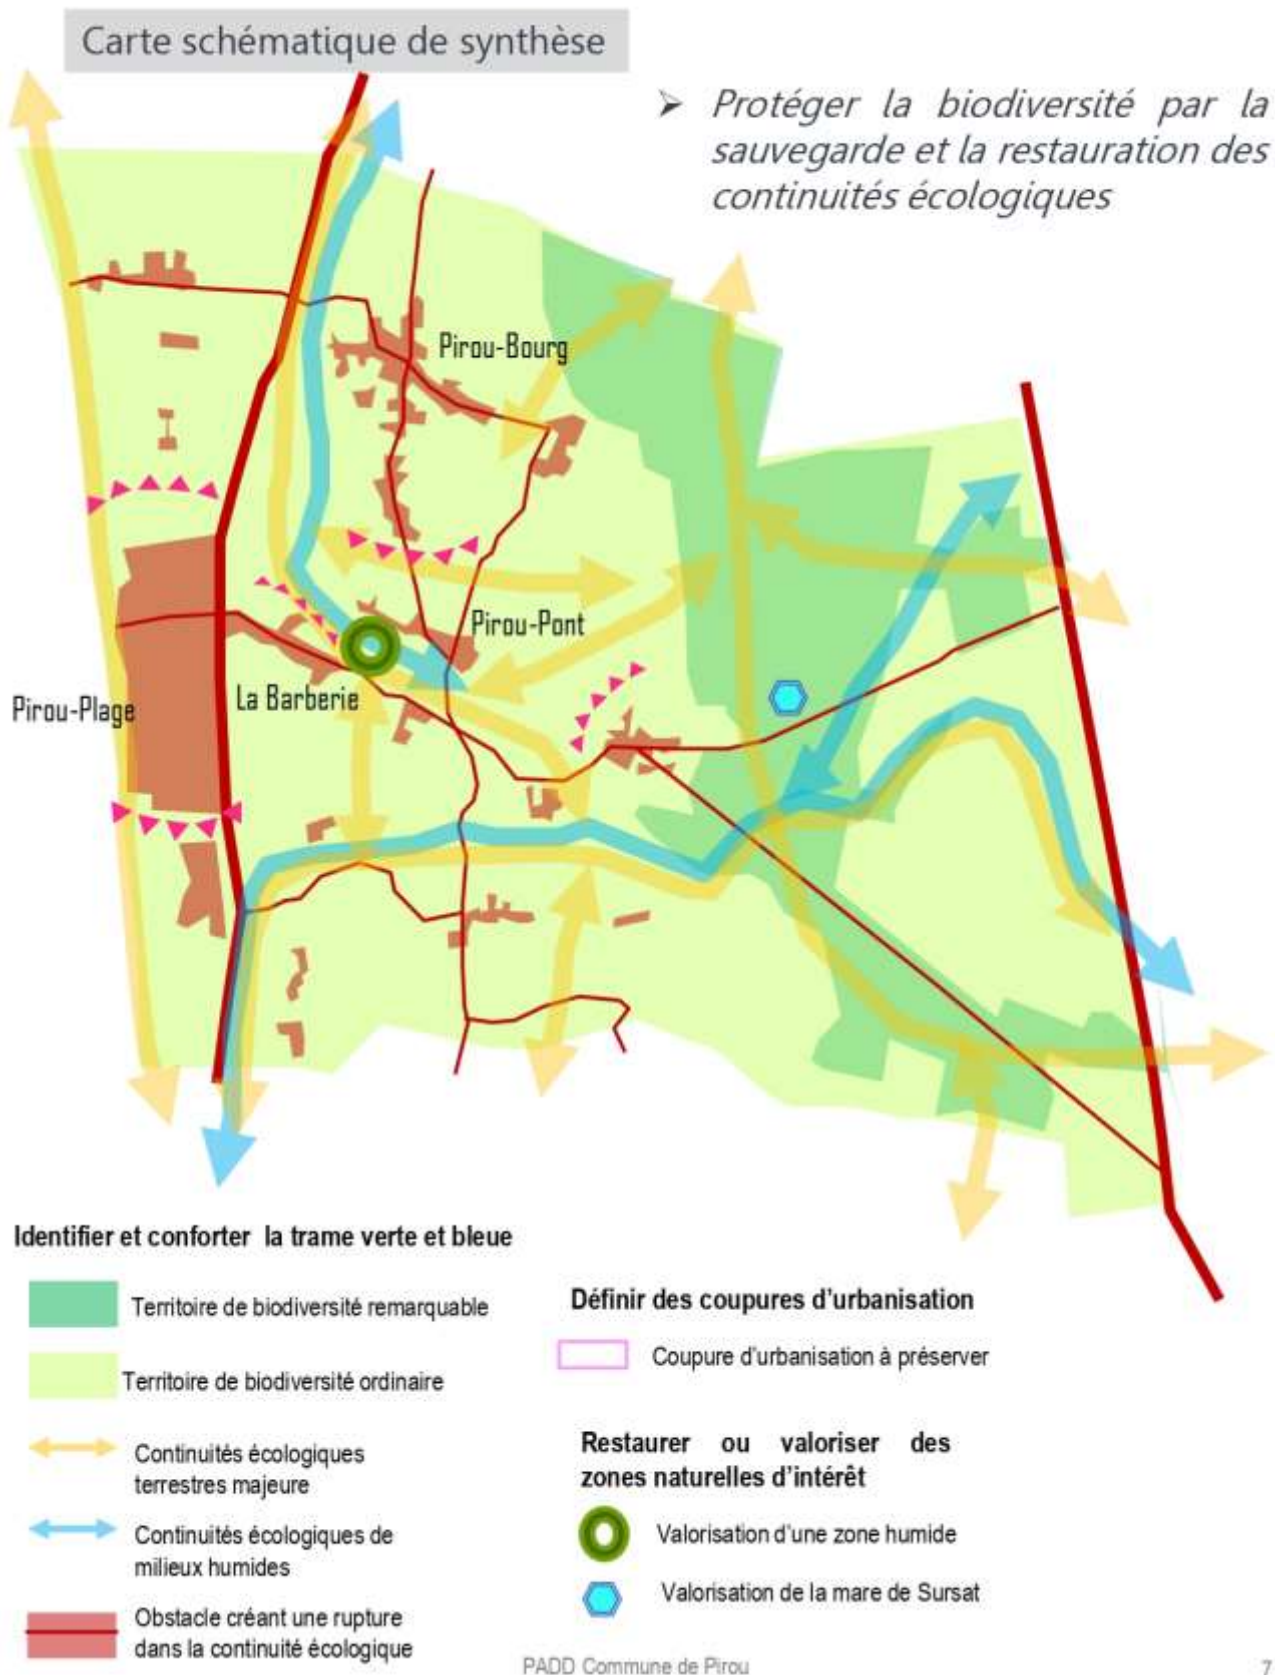 Carte schématique de synthèse
➢ Protéger la biodiversité par la
sauvegarde et la restauration des
continuités écologiques
Pirou-Bourg
Pirou-Pont
La Barberie
Pirou-Plage
Identifier et conforter la trame verte et bleue
Territoire de biodiversité remarquable
Territoire de biodiversité ordinaire
Continuités écologiques
terrestres majeure
Continuités écologiques de
milieux humides
Obstacle créant une rupture
dans la continuité écologique
Définir des coupures d'urbanisation
Coupure d'urbanisation à préserver
Restaurer ou valoriser des
zones naturelles d'intérêt
Valorisation d'une zone humide
Valorisation de la mare de Sursat
PADD Commune de Pirou
7